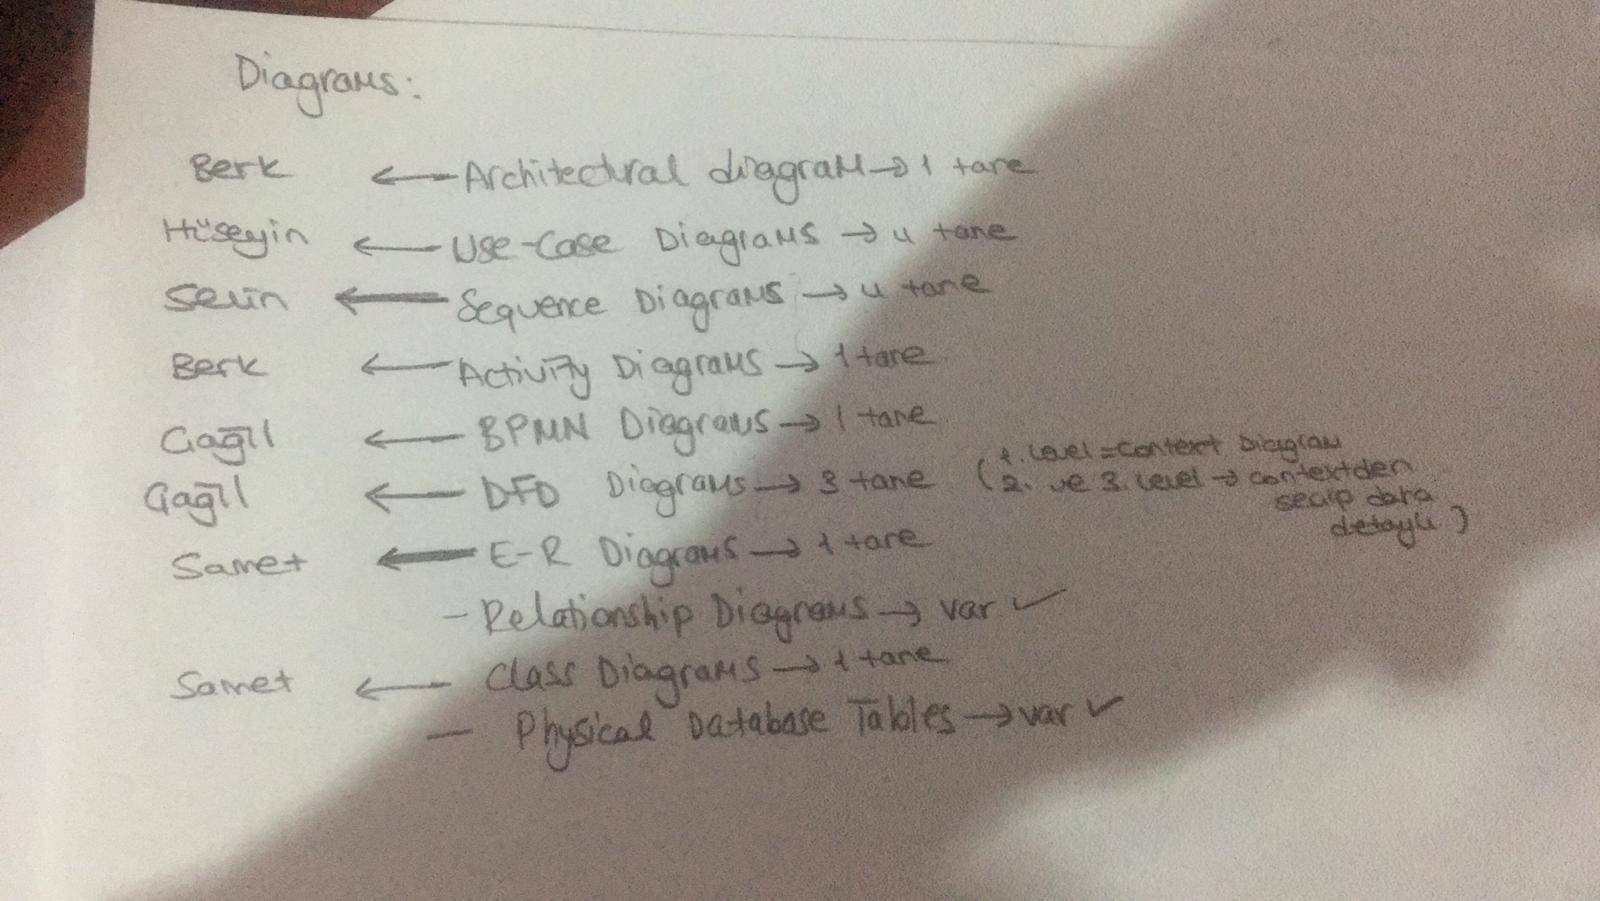 Diagrams:
Berk ← Architectural diagram → 1 tane
Hüseyin ← Use-Case Diagrams → 4 tane
Selin ← Sequence Diagrams → 4 tane
Berk ← Activity Diagrams → 1 tane
Çağıl ← BPMN Diagrams → 1 tane
Çağıl ← DFD Diagrams → 3 tane (1. Level = Context Diagram
2. ve 3. Level → contextden
seçip daha
detaylı)
Samet ← E-R Diagrams → 1 tane
- Relationship Diagrams → var ✓
Samet ← Class Diagrams → 1 tane
- Physical Database Tables → var ✓